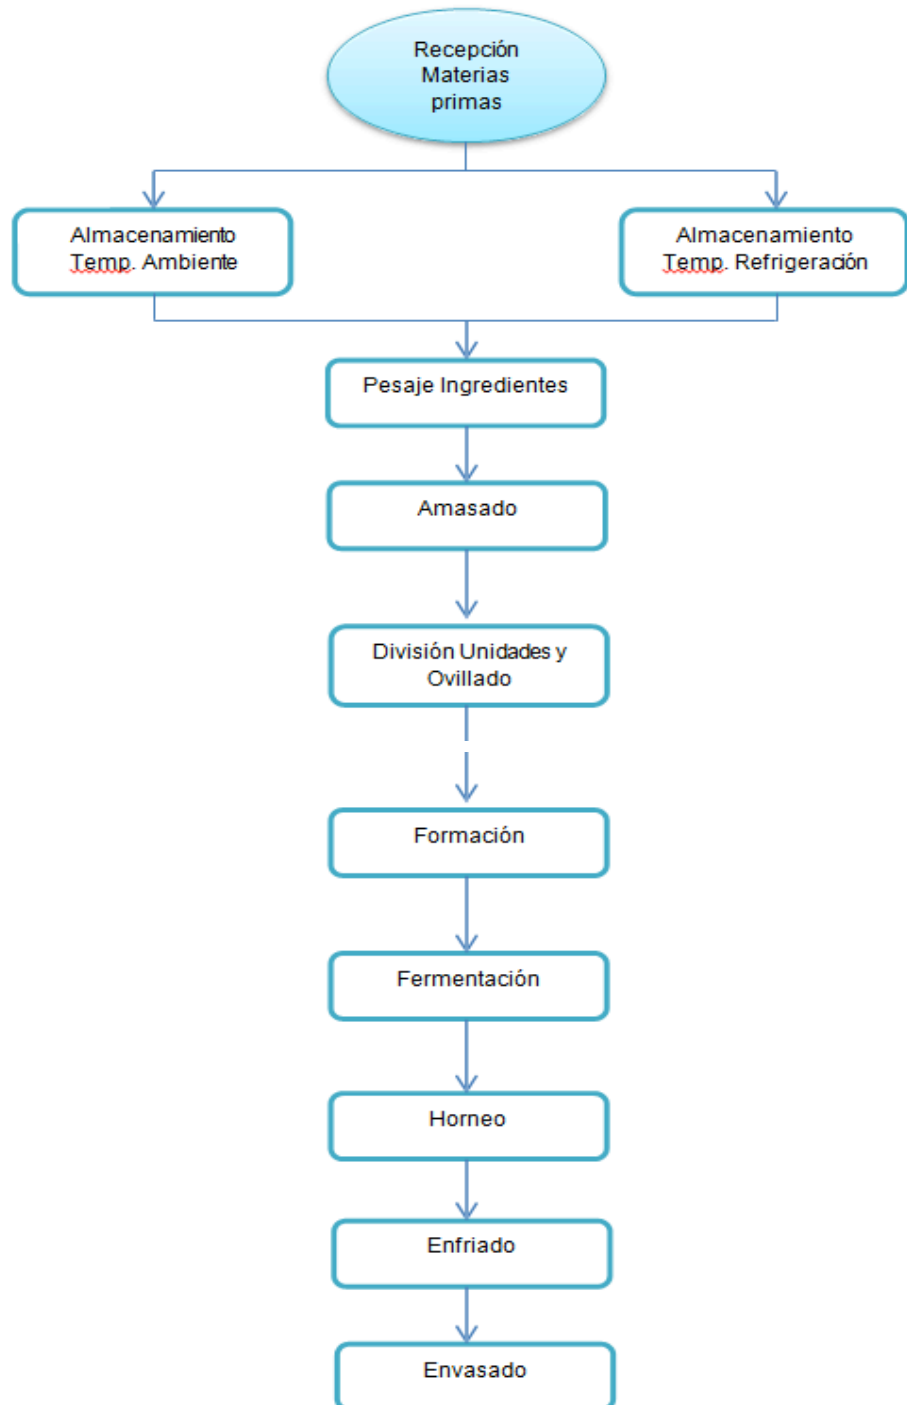 Recepción
Materias
primas
Almacenamiento
Temp. Ambiente
Almacenamiento
Temp. Refrigeración
Pesaje Ingredientes
Amasado
División Unidades y
Ovillado
Formación
Fermentación
Horneo
Enfriado
Envasado